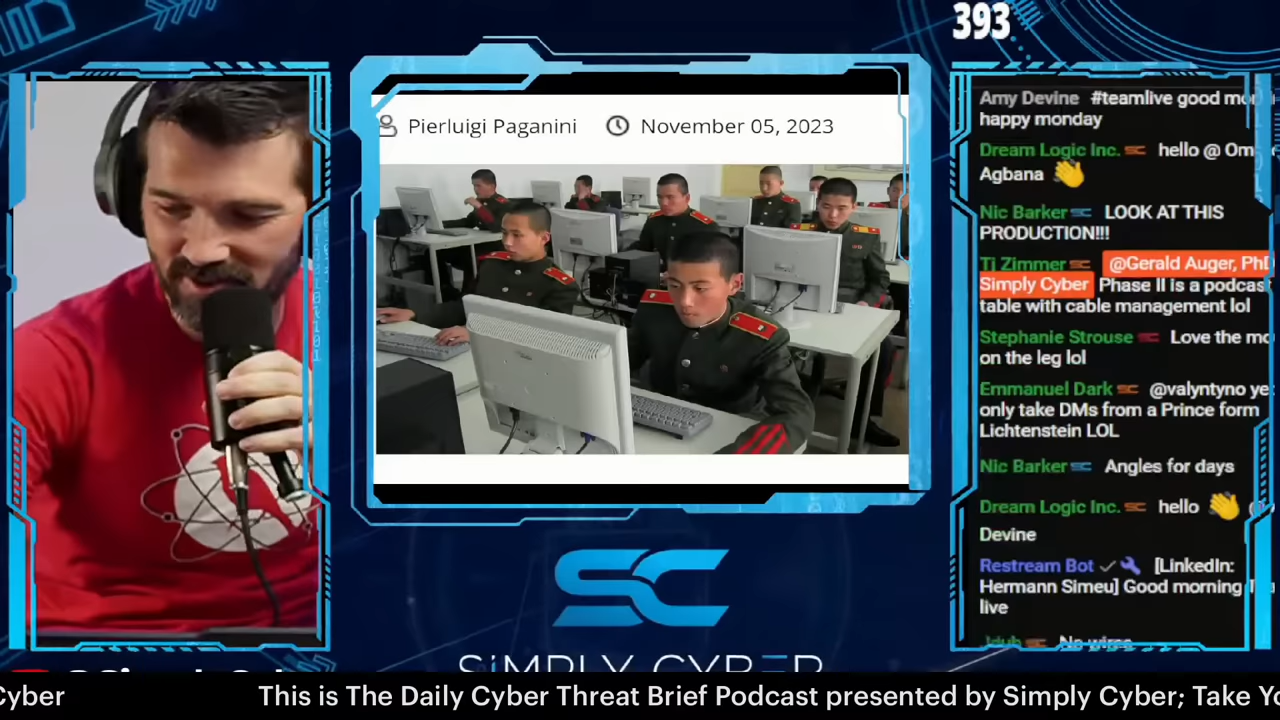 393
Pierluigi Paganini November 05, 2023
Amy Devine #teamlive good
happy monday
Dream Logic Inc. hello @
Agbana
Nic Barker LOOK AT THIS
PRODUCTION!!!
Ti Zimmer @Gerald Auger, PhD
Simply Cyber Phase II is a podcast
table with cable management lol
Stephanie Strouse Love the
on the leg lol
Emmanuel Dark @valyntyno
only take DMs from a Prince form
Lichtenstein LOL
Nic Barker Angles for days
Dream Logic Inc. hello
Devine
Restream Bot [LinkedIn:
Hermann Simeu] Good morning
live
SC
SiMPLY CYBER
Cyber This is The Daily Cyber Threat Brief Podcast presented by Simply Cyber; Take